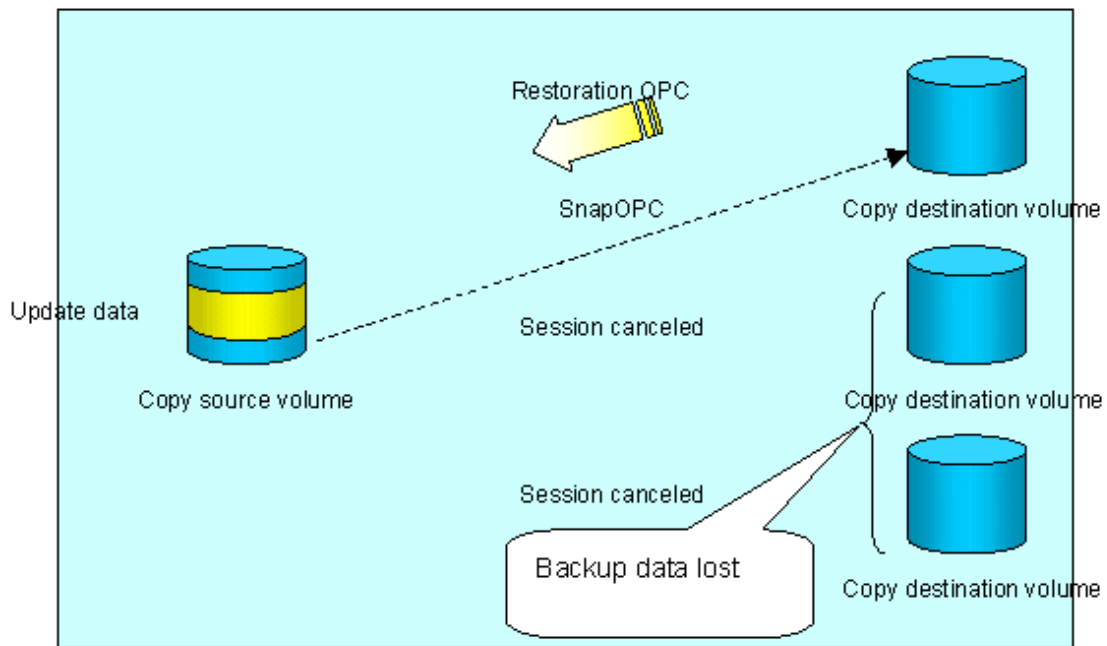 Restoration OPC
SnapOPC
Copy destination volume
Update data
Session canceled
Copy source volume
Copy destination volume
Session canceled
Backup data lost
Copy destination volume